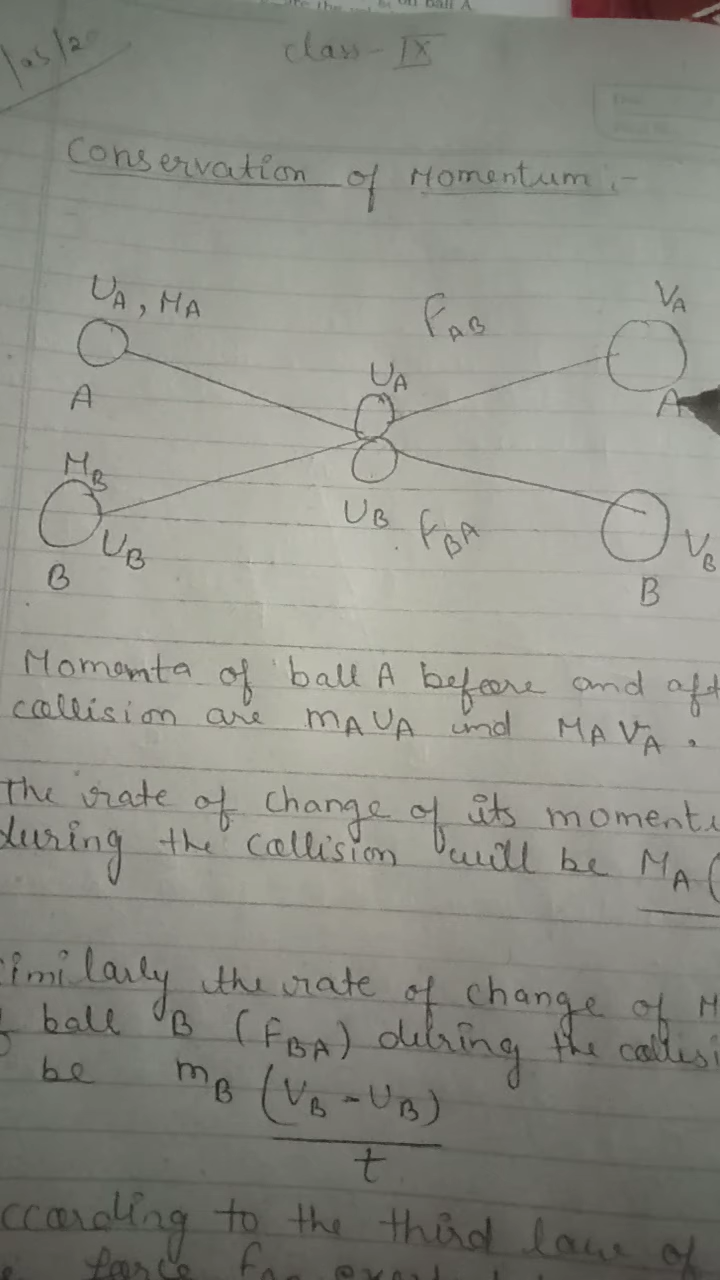 on ball A
class - IX
Conservation of Momentum :-
UA, MA
FAB
VA
A
UA
A
MB
UB
B
UB
FBA
VB
B
Momenta of ball A before and aft
collision are mAUA and MAVA.
The rate of change of its moment
during the collision will be MA (
similarly the rate of change of M
ball B (FBA) during the collisi
be mB (VB - UB)
t
ccording to the third law of
force